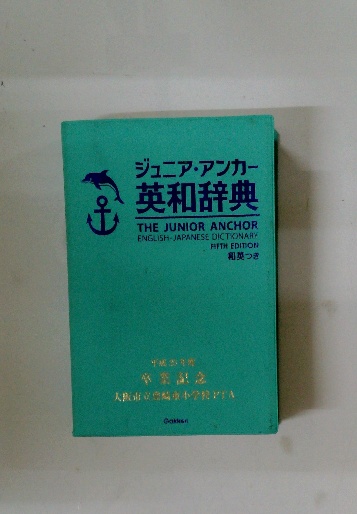 ジュニア・アンカー
英和辞典
THE JUNIOR ANCHOR
ENGLISH-JAPANESE DICTIONARY
FIFTH EDITION
和英つき
卒業記念
Gakken